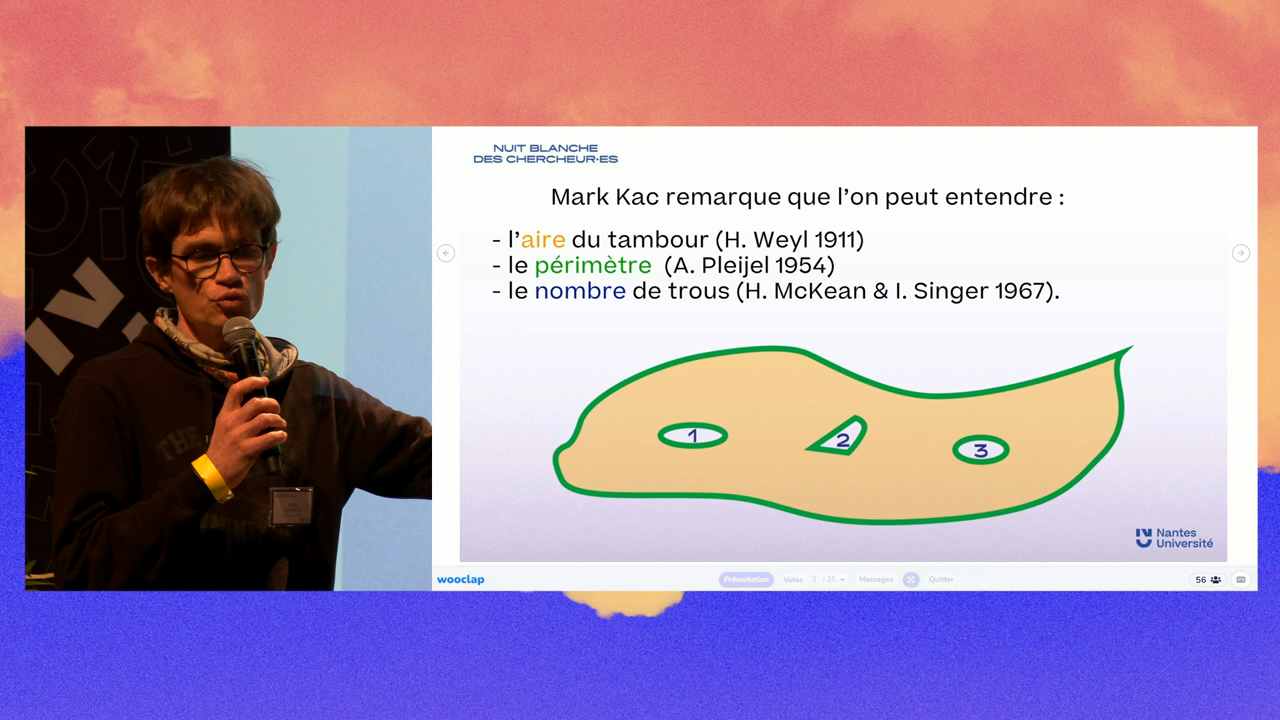 NUIT BLANCHE
DES CHERCHEUR·ES
Mark Kac remarque que l'on peut entendre :
- l'aire du tambour (H. Weyl 1911)
- le périmètre (A. Pleijel 1954)
- le nombre de trous (H. McKean & I. Singer 1967).
1
2
3
Nantes
Université
wooclap
Présentation
Votes
Messages
Quitter
56
THE